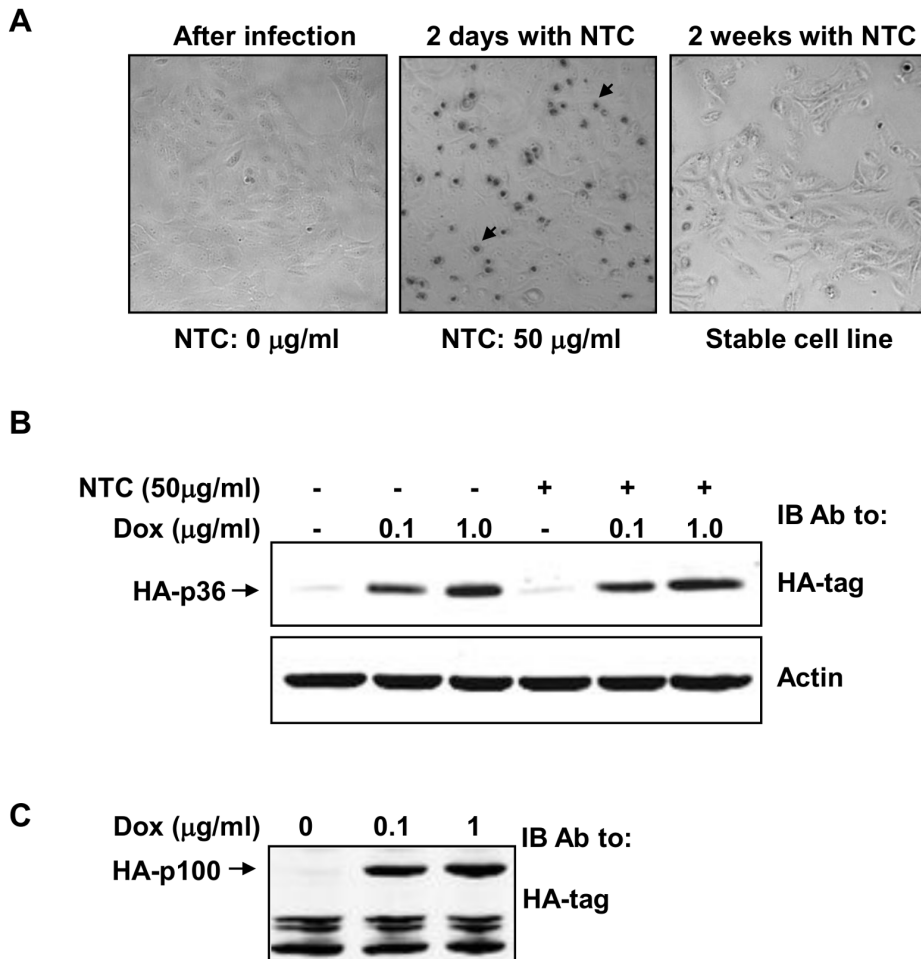 A
After infection 2 days with NTC 2 weeks with NTC
NTC: 0 μg/ml NTC: 50 μg/ml Stable cell line
B
NTC (50μg/ml) - - - + + +
Dox (μg/ml) - 0.1 1.0 - 0.1 1.0 IB Ab to:
HA-p36 HA-tag
Actin
C
Dox (μg/ml) 0 0.1 1 IB Ab to:
HA-p100
HA-tag